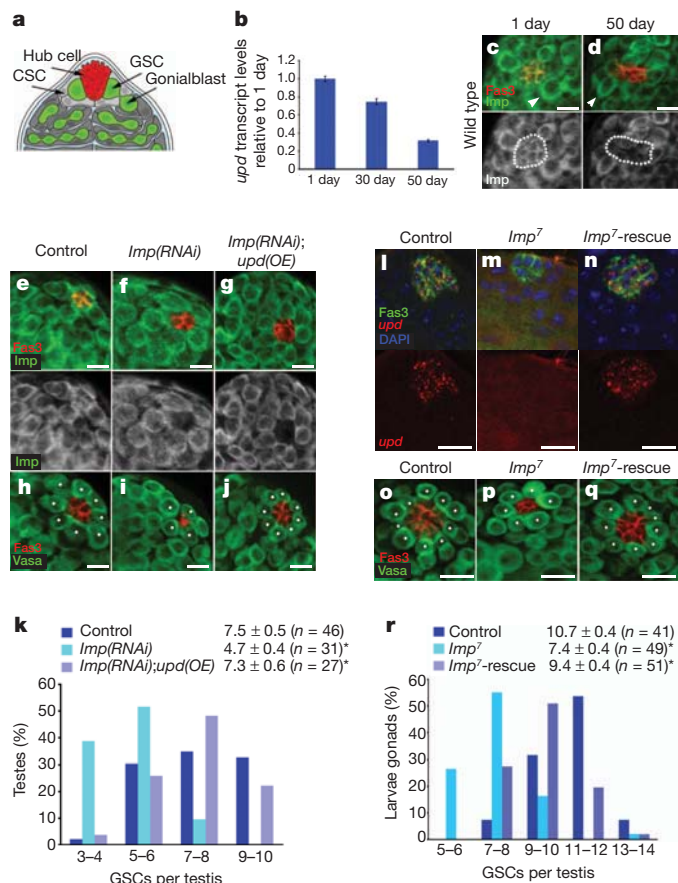 a
Hub cell
CSC
GSC
Gonialblast
b
upd transcript levels
relative to 1 day
1.2
1.0
0.8
0.6
0.4
0.2
0
1 day
30 day
50 day
1 day
50 day
Wild type
c
d
Fas3
Imp
Imp
Control
Imp(RNAi)
Imp(RNAi);
upd(OE)
e
f
g
Fas3
Imp
Imp
h
i
j
Fas3
Vasa
Control
Imp7
Imp7-rescue
l
m
n
Fas3
upd
DAPI
upd
o
p
q
Fas3
Vasa
k
Control 7.5 ± 0.5 (n = 46)
Imp(RNAi) 4.7 ± 0.4 (n = 31)*
Imp(RNAi);upd(OE) 7.3 ± 0.6 (n = 27)*
Testes (%)
60
50
40
30
20
10
0
3–4
5–6
7–8
9–10
GSCs per testis
r
Control 10.7 ± 0.4 (n = 41)
Imp7 7.4 ± 0.4 (n = 49)*
Imp7-rescue 9.4 ± 0.4 (n = 51)*
Larvae gonads (%)
60
50
40
30
20
10
0
5–6
7–8
9–10
11–12
13–14
GSCs per testis